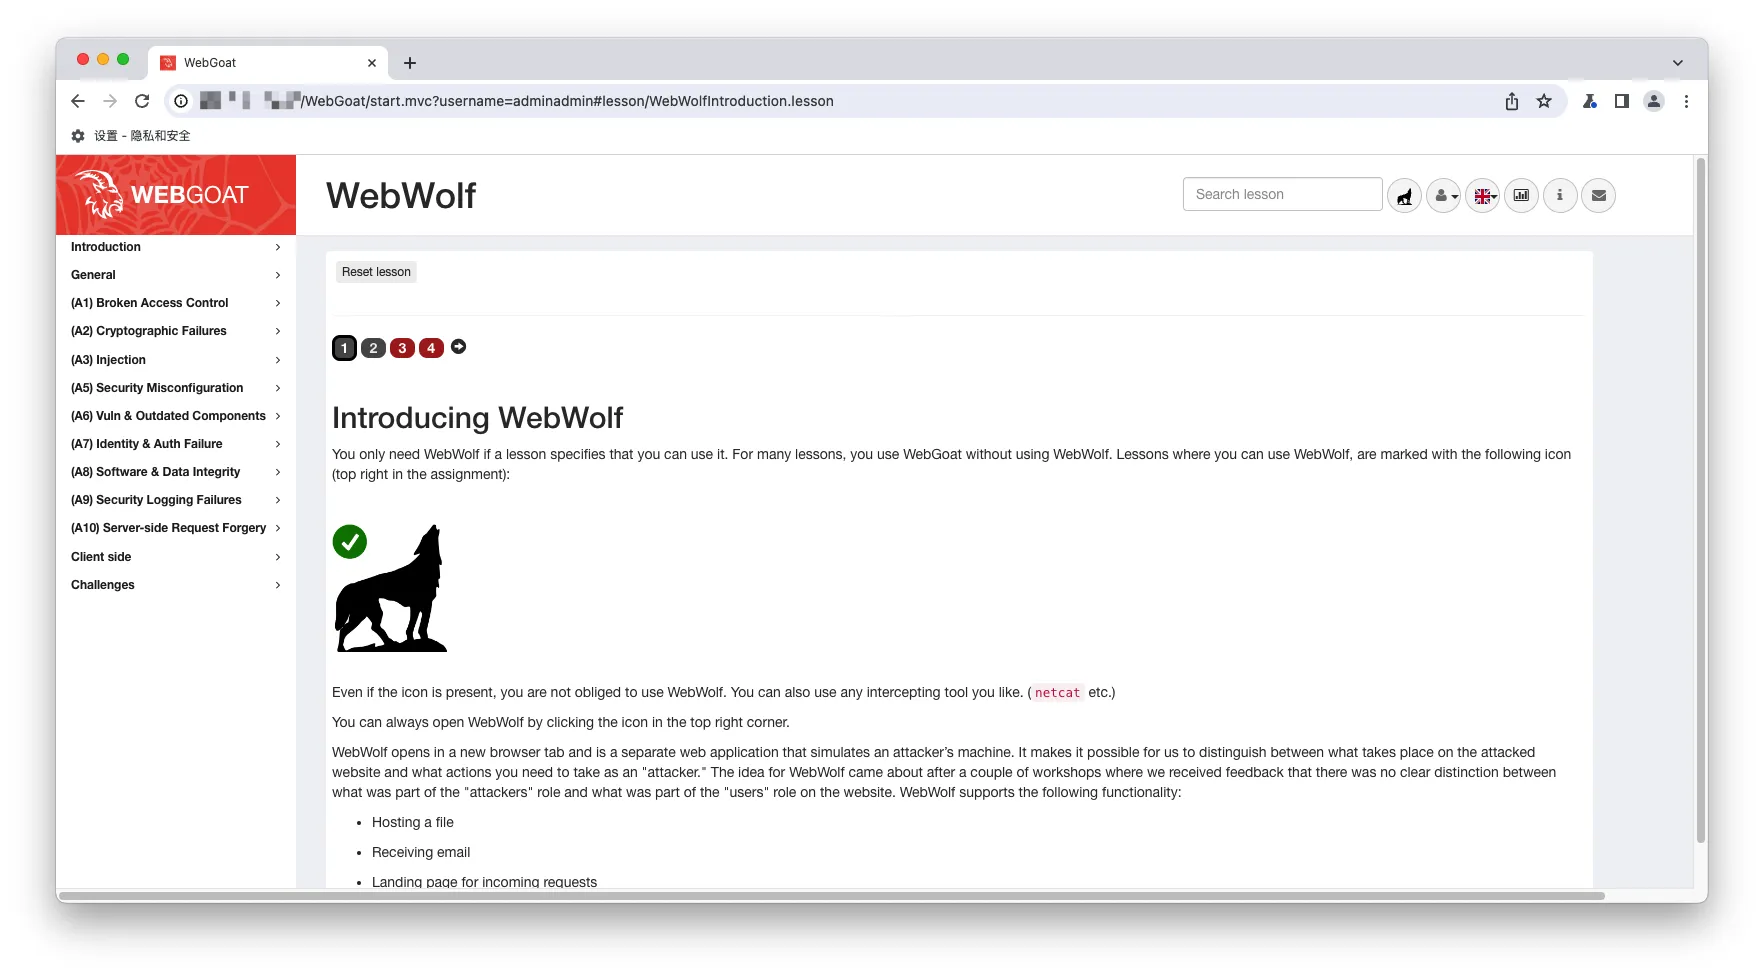 WebGoat
/WebGoat/start.mvc?username=adminadmin#lesson/WebWolfIntroduction.lesson
设置 - 隐私和安全
WEBGOAT
WebWolf
Search lesson
Introduction
General
(A1) Broken Access Control
(A2) Cryptographic Failures
(A3) Injection
(A5) Security Misconfiguration
(A6) Vuln & Outdated Components
(A7) Identity & Auth Failure
(A8) Software & Data Integrity
(A9) Security Logging Failures
(A10) Server-side Request Forgery
Client side
Challenges
Reset lesson
1 2 3 4
Introducing WebWolf
You only need WebWolf if a lesson specifies that you can use it. For many lessons, you use WebGoat without using WebWolf. Lessons where you can use WebWolf, are marked with the following icon
(top right in the assignment):
Even if the icon is present, you are not obliged to use WebWolf. You can also use any intercepting tool you like. ( netcat etc.)
You can always open WebWolf by clicking the icon in the top right corner.
WebWolf opens in a new browser tab and is a separate web application that simulates an attacker’s machine. It makes it possible for us to distinguish between what takes place on the attacked
website and what actions you need to take as an "attacker." The idea for WebWolf came about after a couple of workshops where we received feedback that there was no clear distinction between
what was part of the "attackers" role and what was part of the "users" role on the website. WebWolf supports the following functionality:
• Hosting a file
• Receiving email
• Landing page for incoming requests